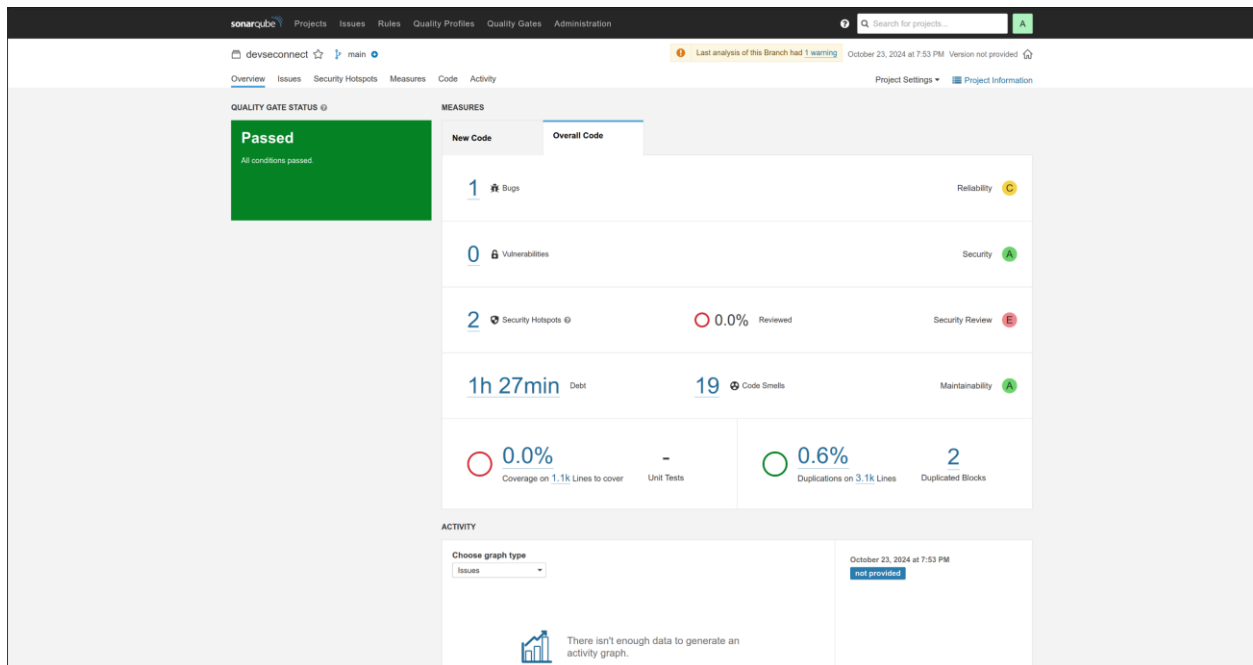 sonarqube Projects Issues Rules Quality Profiles Quality Gates Administration ? Search for projects... A
devseconnect main Last analysis of this Branch had 1 warning October 23, 2024 at 7:53 PM Version not provided
Overview Issues Security Hotspots Measures Code Activity Project Settings Project Information
QUALITY GATE STATUS ?
Passed
All conditions passed.
MEASURES
New Code Overall Code
1 Bugs Reliability C
0 Vulnerabilities Security A
2 Security Hotspots ? 0.0% Reviewed Security Review E
1h 27min Debt 19 Code Smells Maintainability A
0.0%
Coverage on 1.1k Lines to cover
-
Unit Tests
0.6%
Duplications on 3.1k Lines
2
Duplicated Blocks
ACTIVITY
Choose graph type
Issues
There isn't enough data to generate an
activity graph.
October 23, 2024 at 7:53 PM
not provided